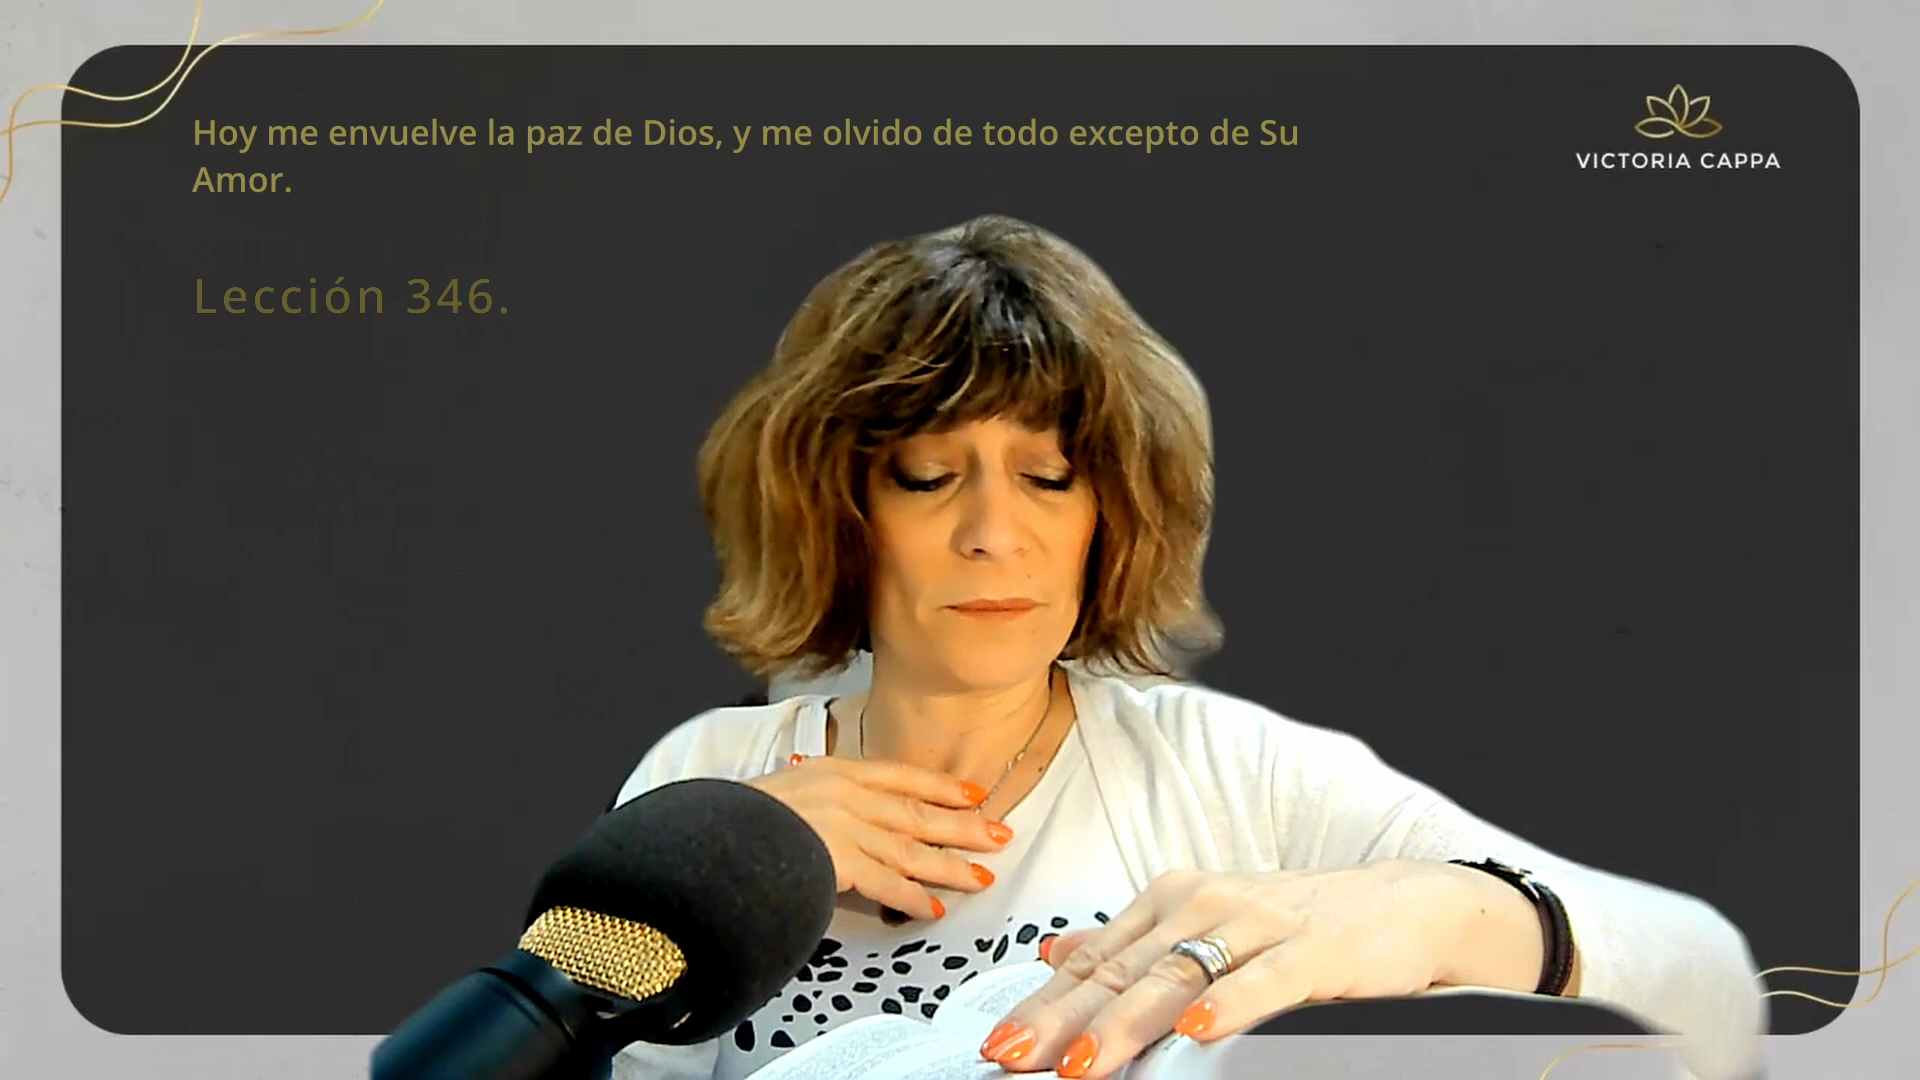 Hoy me envuelve la paz de Dios, y me olvido de todo excepto de Su
Amor.
VICTORIA CAPPA
Lección 346.